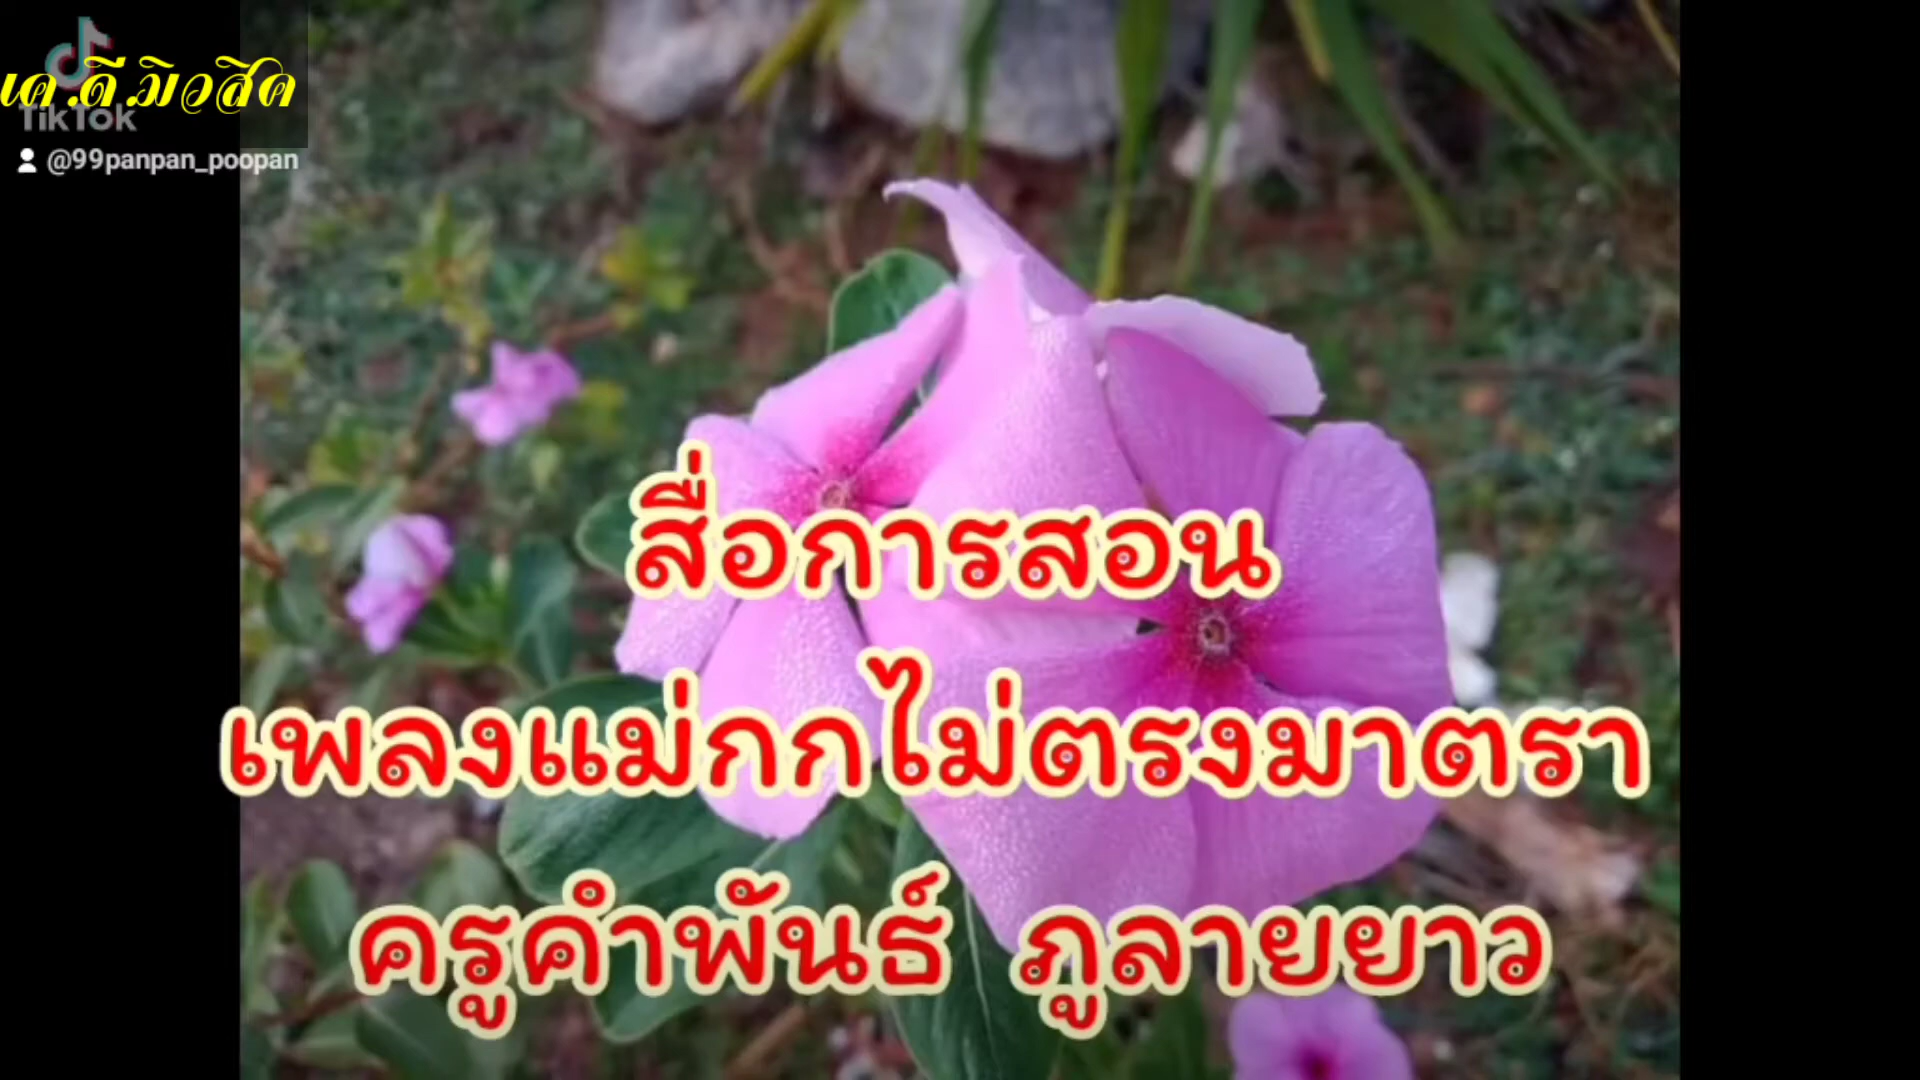 เค.ดี.มิวสิค
TikTok
@99panpan_poopan
สื่อการสอน
เพลงแม่กกไม่ตรงมาตรา
ครูคำพันธ์ ภูลายยาว